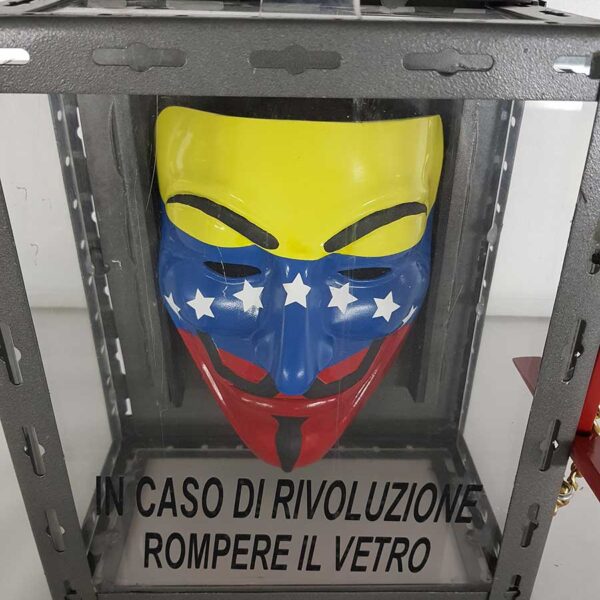 IN CASO DI RIVOLUZIONE
ROMPERE IL VETRO